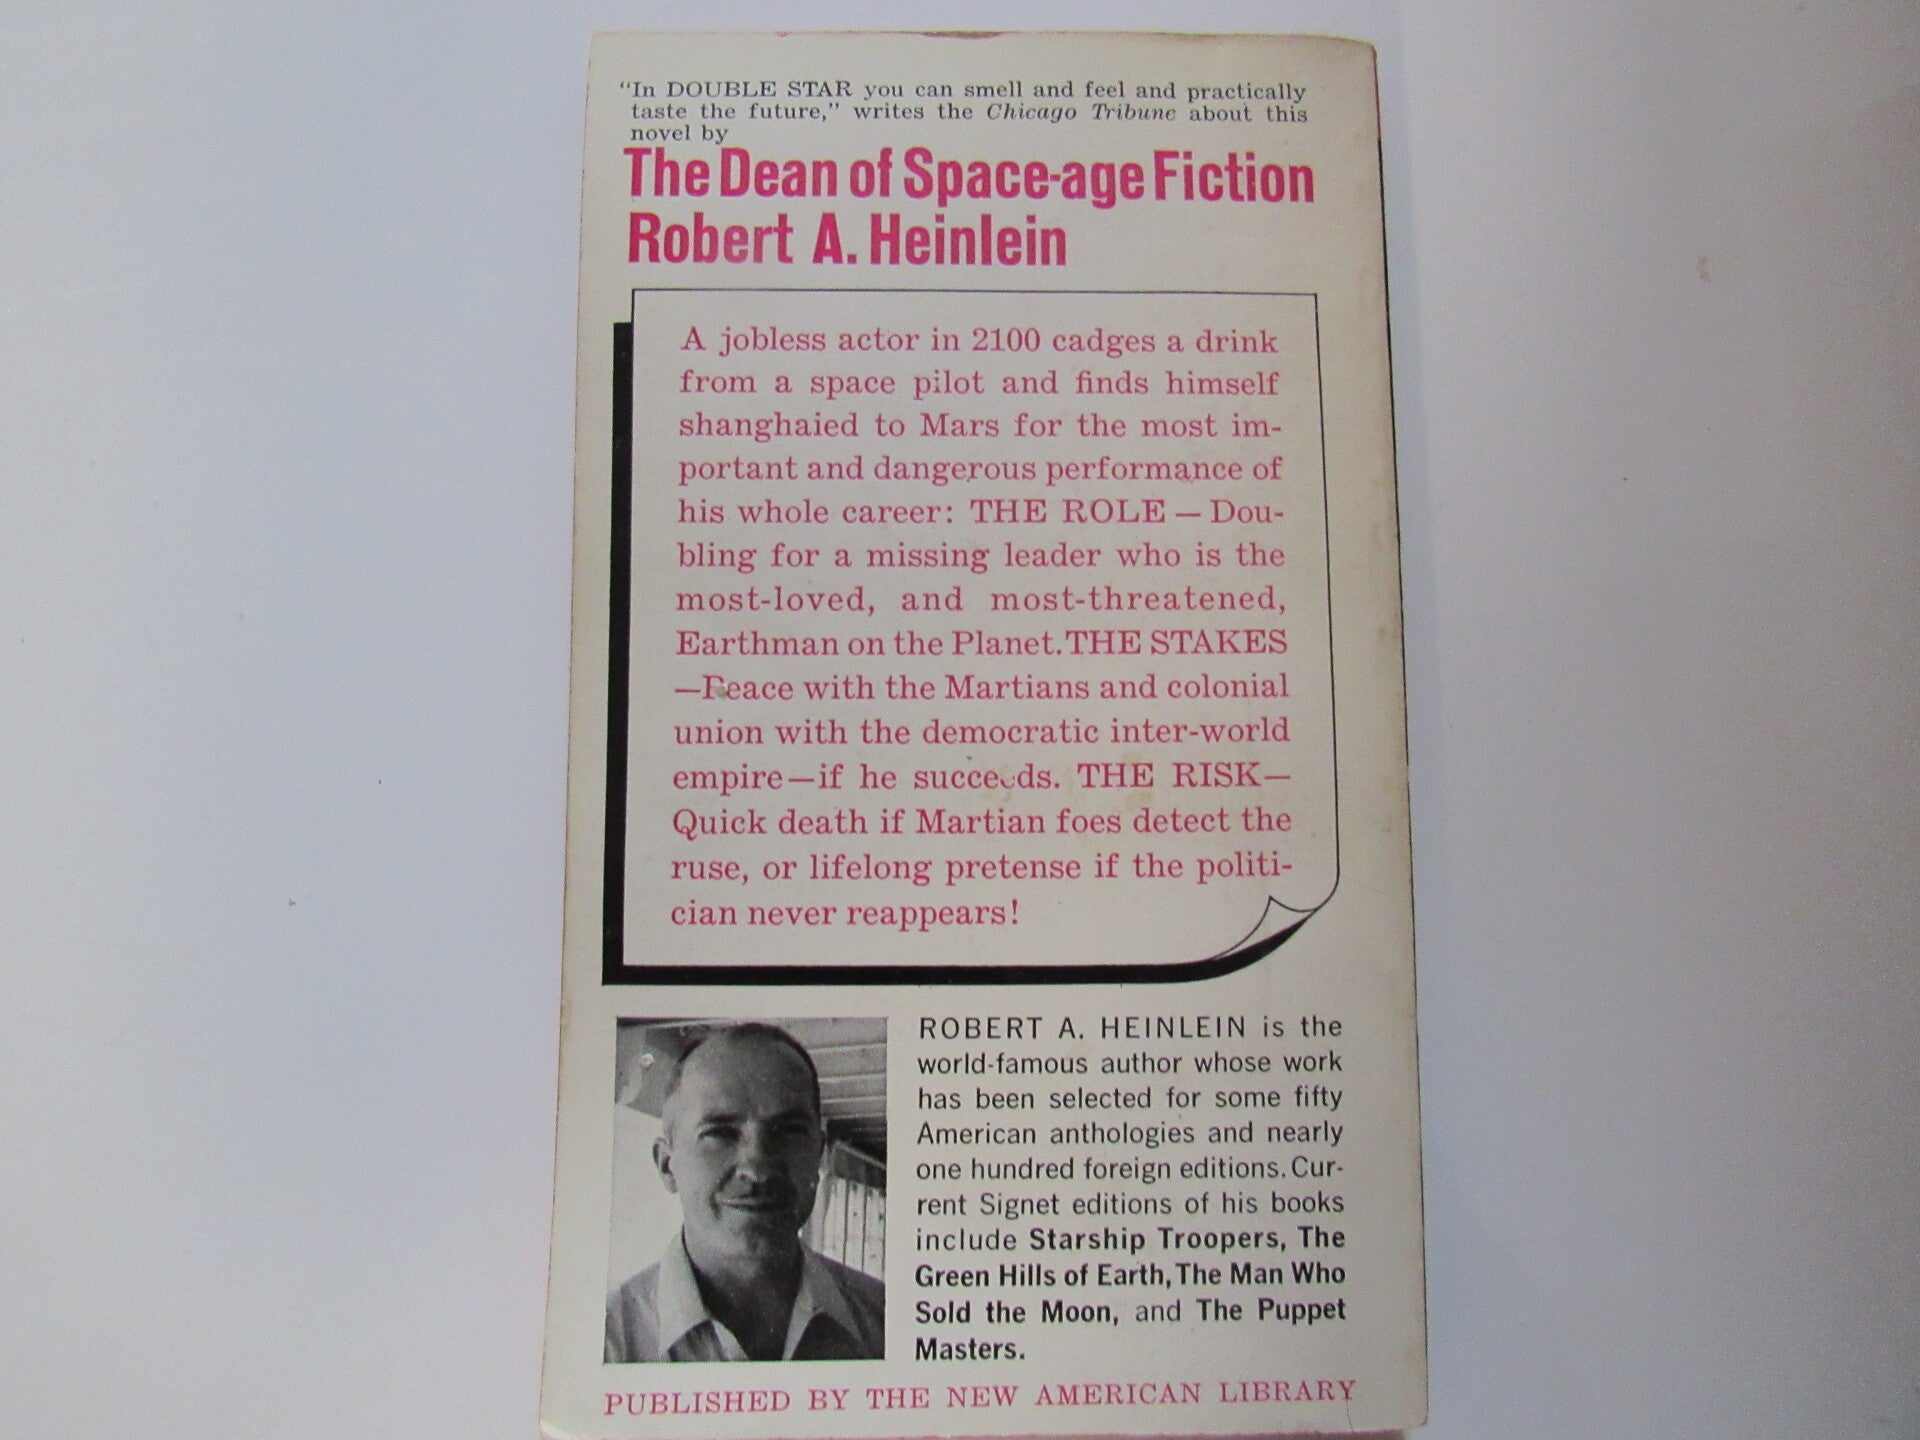 “In DOUBLE STAR you can smell and feel and practically
taste the future,” writes the Chicago Tribune about this
novel by
The Dean of Space-age Fiction
Robert A. Heinlein
A jobless actor in 2100 cadges a drink
from a space pilot and finds himself
shanghaied to Mars for the most im-
portant and dangerous performance of
his whole career: THE ROLE — Dou-
bling for a missing leader who is the
most-loved, and most-threatened,
Earthman on the Planet. THE STAKES
—Peace with the Martians and colonial
union with the democratic inter-world
empire—if he succeeds. THE RISK—
Quick death if Martian foes detect the
ruse, or lifelong pretense if the politi-
cian never reappears!
ROBERT A. HEINLEIN is the
world-famous author whose work
has been selected for some fifty
American anthologies and nearly
one hundred foreign editions. Cur-
rent Signet editions of his books
include Starship Troopers, The
Green Hills of Earth, The Man Who
Sold the Moon, and The Puppet
Masters.
PUBLISHED BY THE NEW AMERICAN LIBRARY